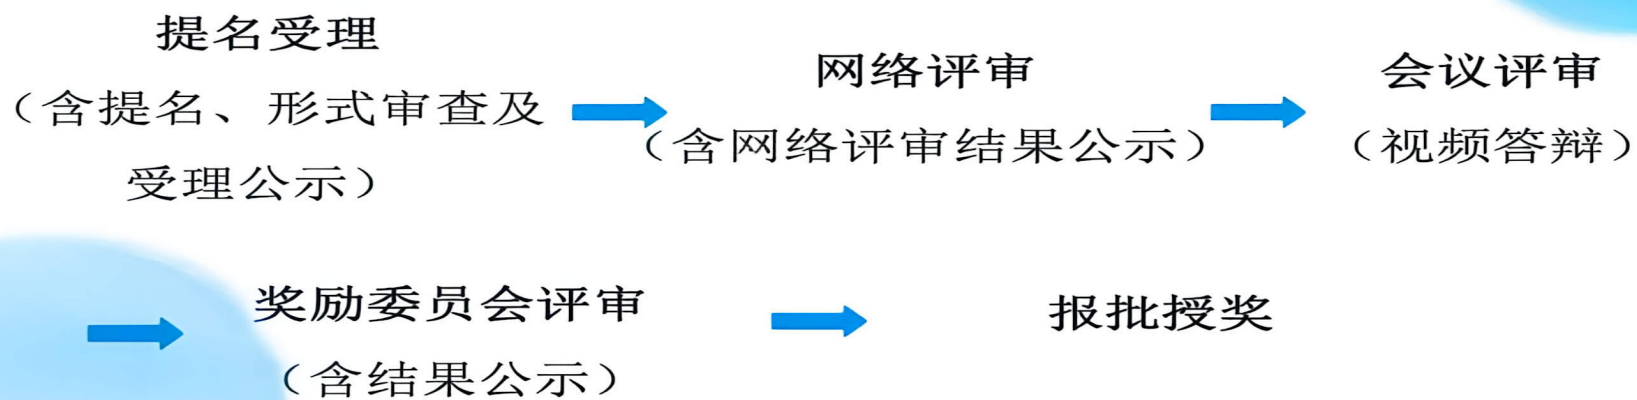 提名受理
（含提名、形式审查及
受理公示）
网络评审
（含网络评审结果公示）
会议评审
（视频答辩）
奖励委员会评审
（含结果公示）
报批授奖